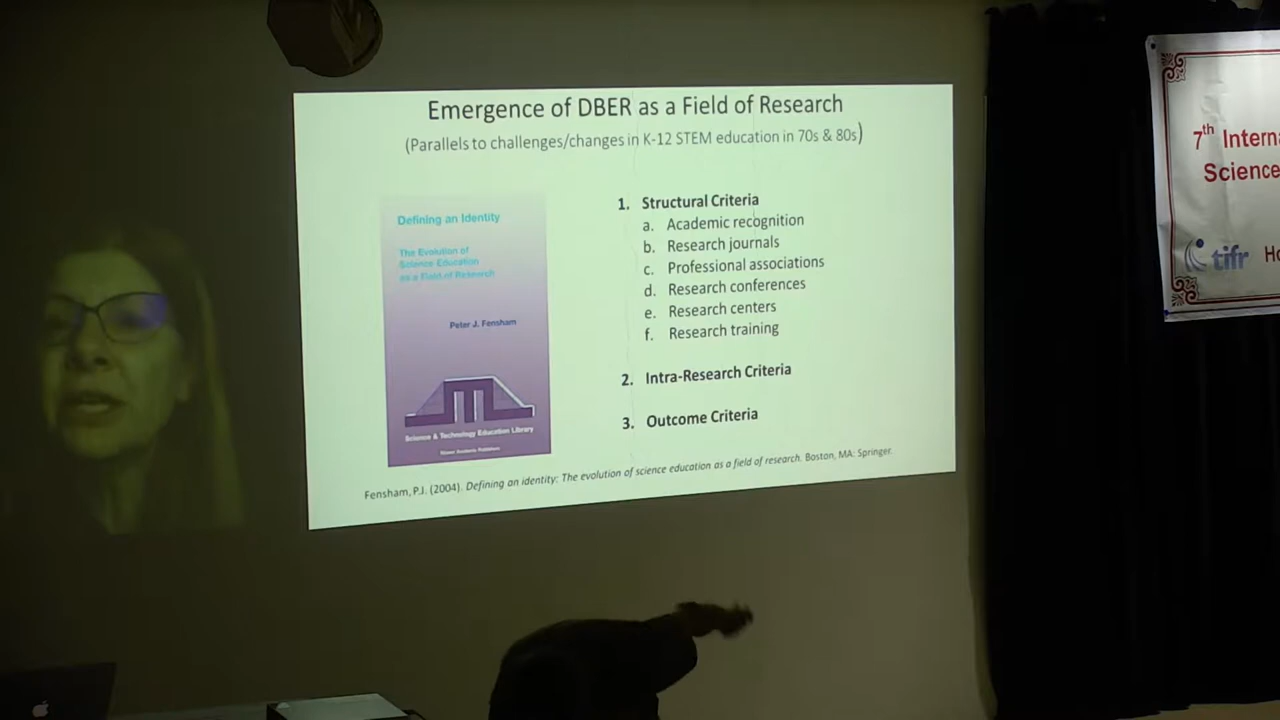 Emergence of DBER as a Field of Research
(Parallels to challenges/changes in K-12 STEM education in 70s & 80s)
Defining an Identity
The Evolution of
Science Education
as a Field of Research
Peter J. Fensham
Science & Technology Education Library
Kluwer Academic Publishers
1. Structural Criteria
a. Academic recognition
b. Research journals
c. Professional associations
d. Research conferences
e. Research centers
f. Research training
2. Intra-Research Criteria
3. Outcome Criteria
Fensham, P.J. (2004). Defining an identity: The evolution of science education as a field of research. Boston, MA: Springer.
7th Interna
Science
tifr Ho